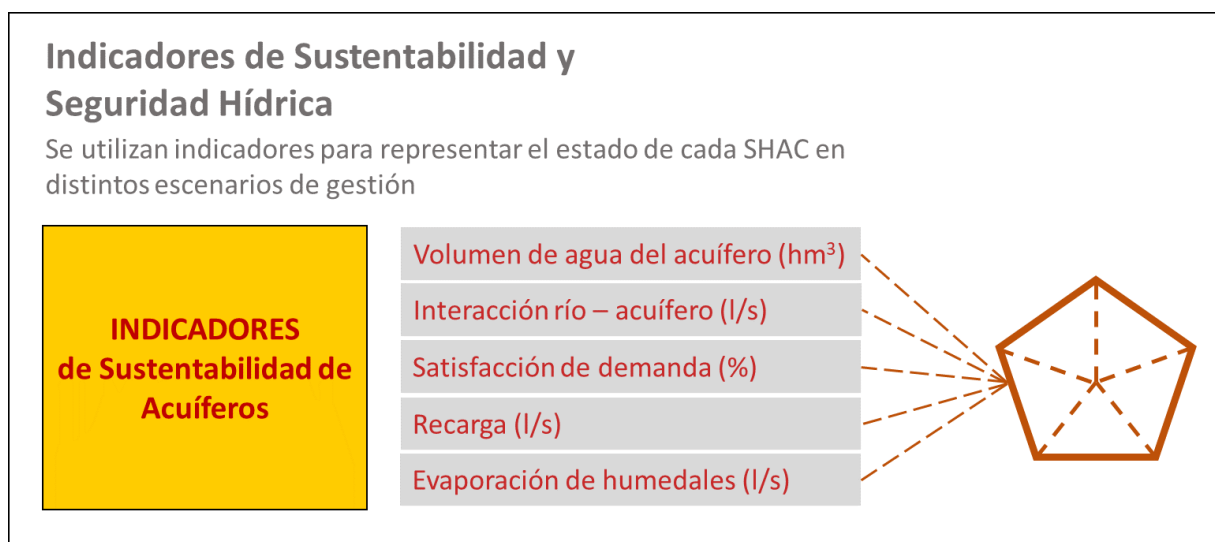 Indicadores de Sustentabilidad y
Seguridad Hídrica
Se utilizan indicadores para representar el estado de cada SHAC en
distintos escenarios de gestión
INDICADORES
de Sustentabilidad de
Acuíferos
Volumen de agua del acuífero (hm³)
Interacción río – acuífero (l/s)
Satisfacción de demanda (%)
Recarga (l/s)
Evaporación de humedales (l/s)